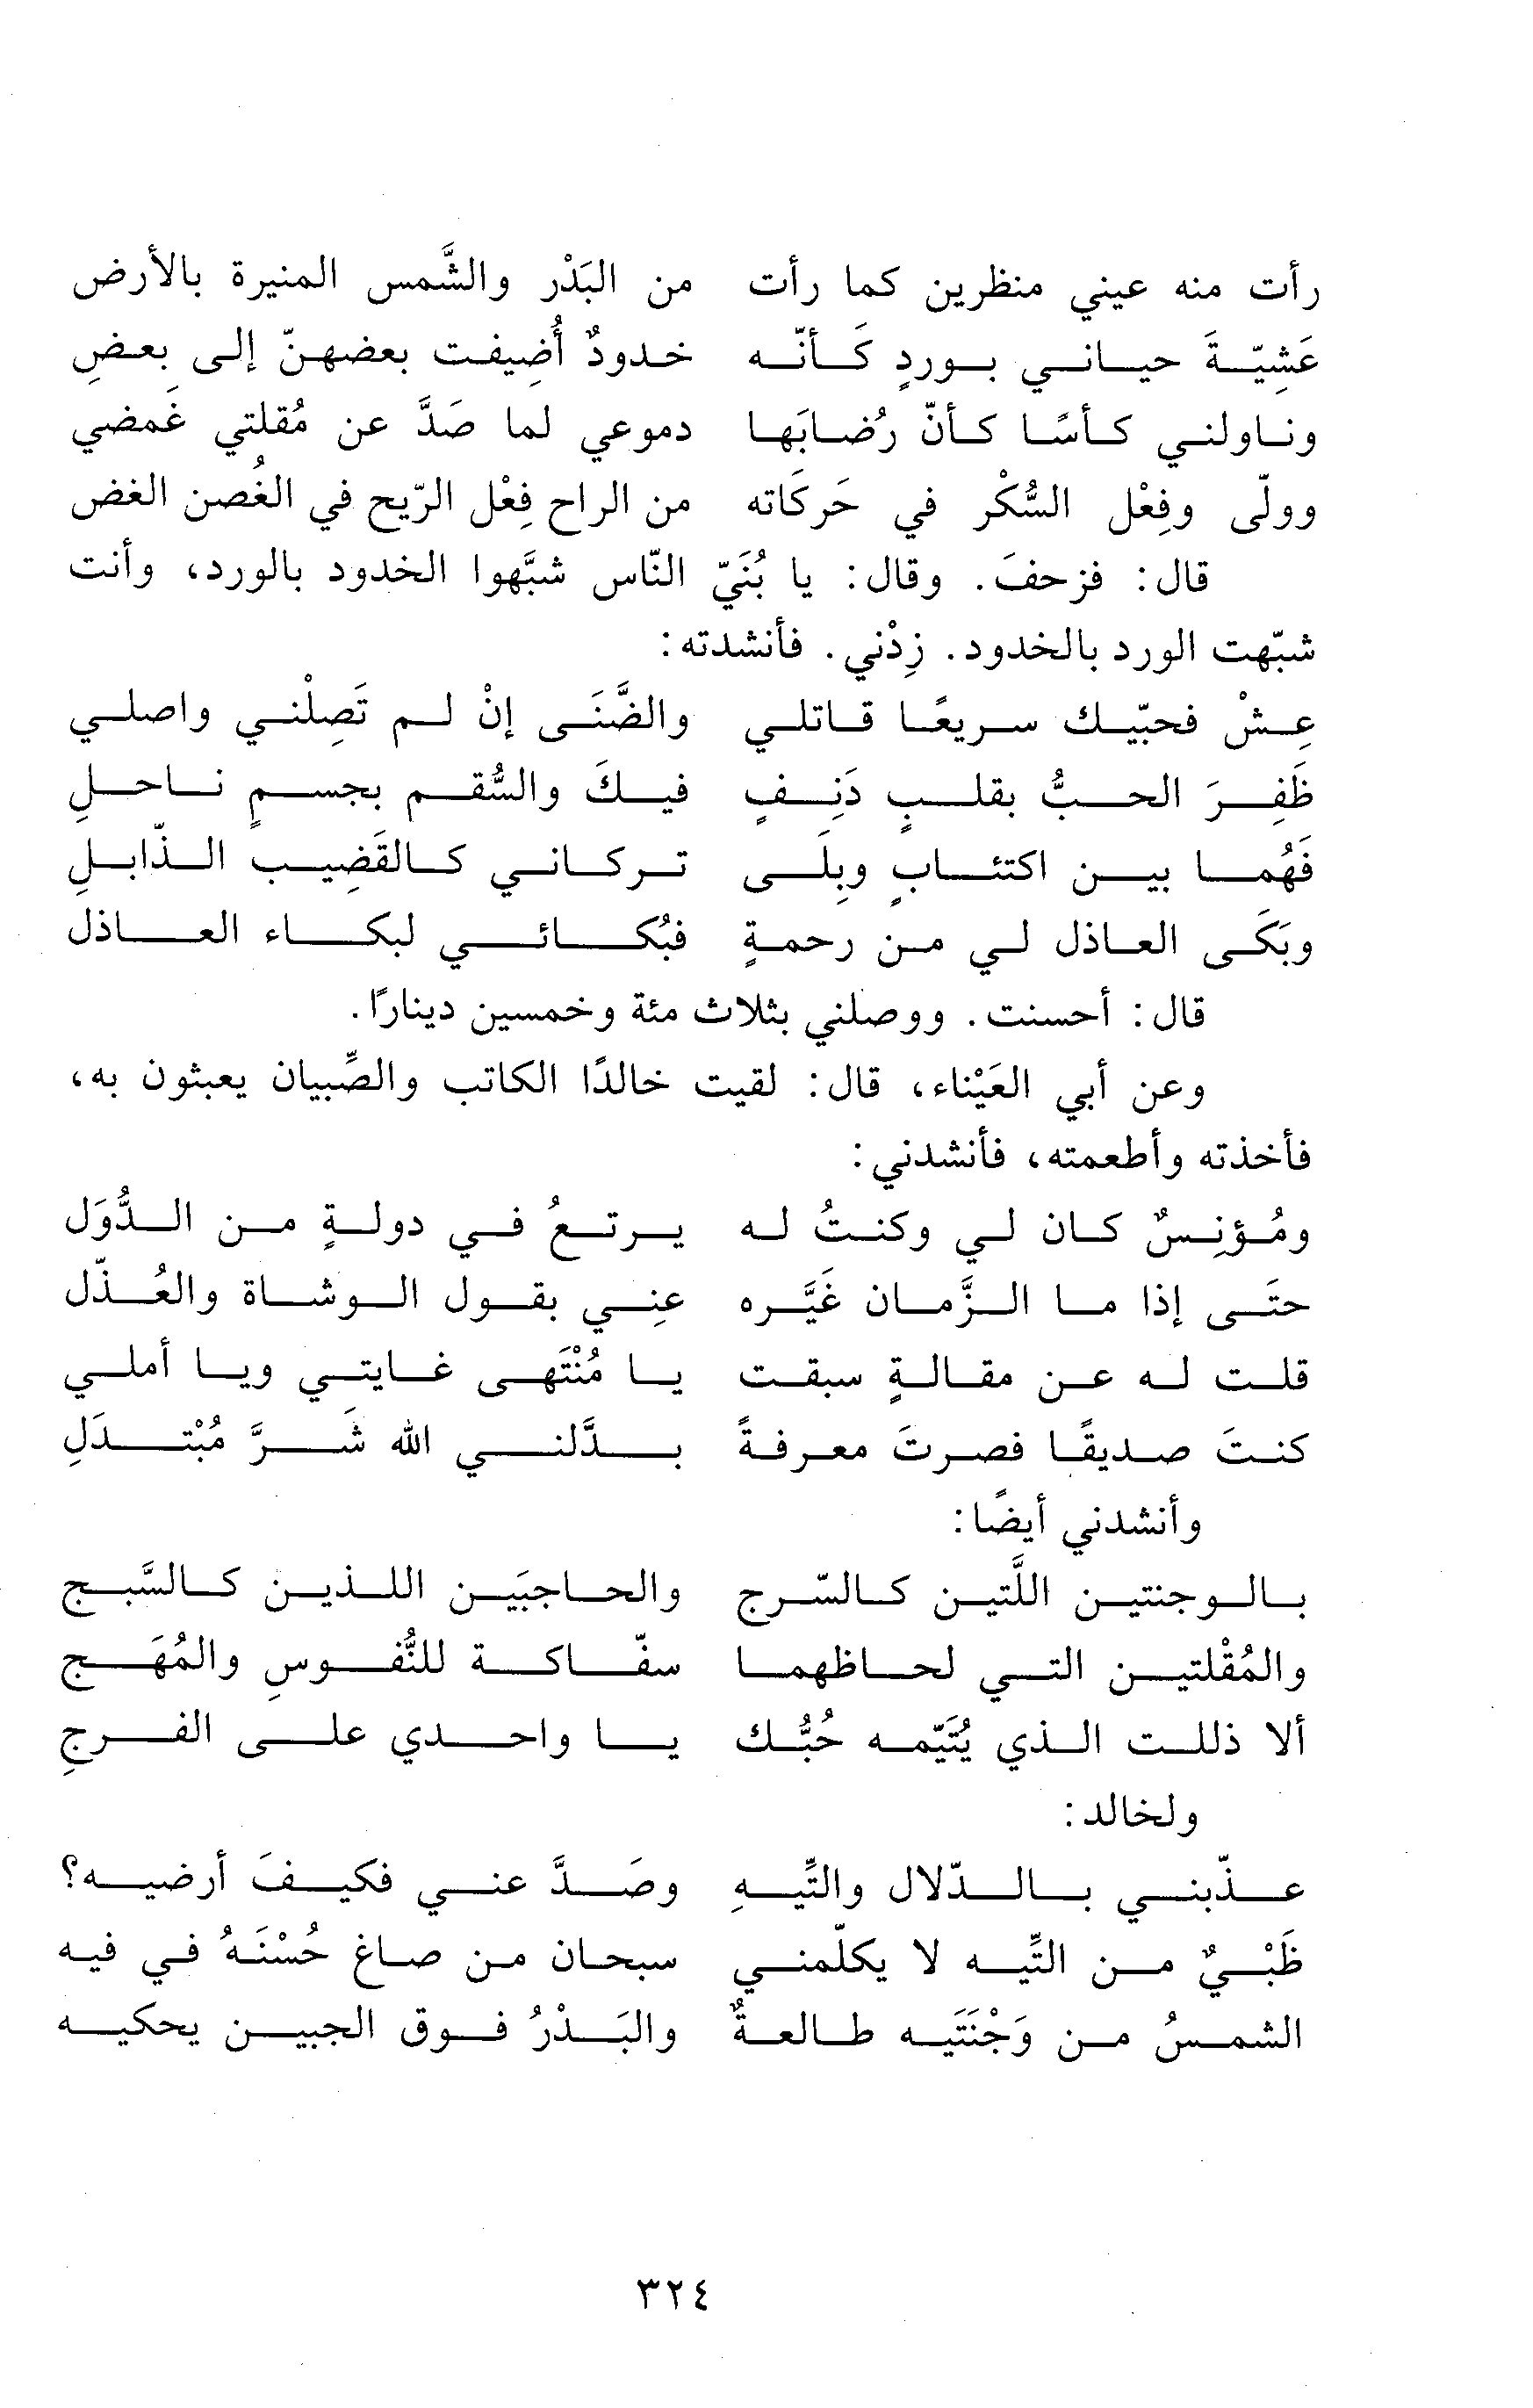 رأت منه عيني منظرين كما رأت من البَدْر والشَّمس المنيرة بالأرض
عَشِيّةَ حياني بوردٍ كَأنّه خدودٌ أُضِيفت بعضهنّ إلى بعضِ
وناولني كأسًا كأنّ رُضابَها دموعي لما صَدَّ عن مُقلتي غَمضي
وولّى وفِعْل السُّكْر في حَركَاته من الراح فِعْل الرّيح في الغُصن الغض
قال: فزحفَ. وقال: يا بُنَيّ النّاس شبَّهوا الخدود بالورد، وأنت
شبّهت الورد بالخدود. زِدْني. فأنشدته:
عِشْ فحبّيك سريعًا قاتلي والضَّنَى إنْ لم تَصِلْني واصلي
ظَفِرَ الحبُّ بقلبٍ دَنِفٍ فيكَ والسُّقم بجسمٍ ناحلِ
فَهُما بين اكتئابٍ وبِلَى تركاني كالقَضِيب الذّابلِ
وبَكَى العاذل لي من رحمةٍ فبُكائي لبكاء العاذل
قال: أحسنت. ووصلني بثلاث مئة وخمسين دينارًا.
وعن أبي العَيْناء، قال: لقيت خالدًا الكاتب والصِّبيان يعبثون به،
فأخذته وأطعمته، فأنشدني:
ومُؤنِسٌ كان لي وكنتُ له يرتعُ في دولةٍ من الدُّوَل
حتَى إذا ما الزَّمان غَيَّره عنِي بقول الوشاة والعُذّل
قلت له عن مقالةٍ سبقت يا مُنْتَهى غايتي ويا أملي
كنتَ صديقًا فصرتَ معرفةً بدَّلني الله شَرَّ مُبْتدَلِ
وأنشدني أيضًا:
بالوجنتين اللَّتين كالسّرج والحاجبَين اللذين كالسَّبج
والمُقْلتين التي لحاظهما سفّاكة للنُّفوسِ والمُهَج
ألا ذللت الذي يُتَيّمه حُبُّك يا واحدي على الفرجِ
ولخالد:
عذّبني بالدّلال والتِّيهِ وصَدَّ عني فكيفَ أرضيه؟
ظَبْيٌ من التِّيه لا يكلّمني سبحان من صاغ حُسْنَهُ في فيه
الشمسُ من وَجْنَتَيه طالعةٌ والبَدْرُ فوق الجبين يحكيه
٣٢٤